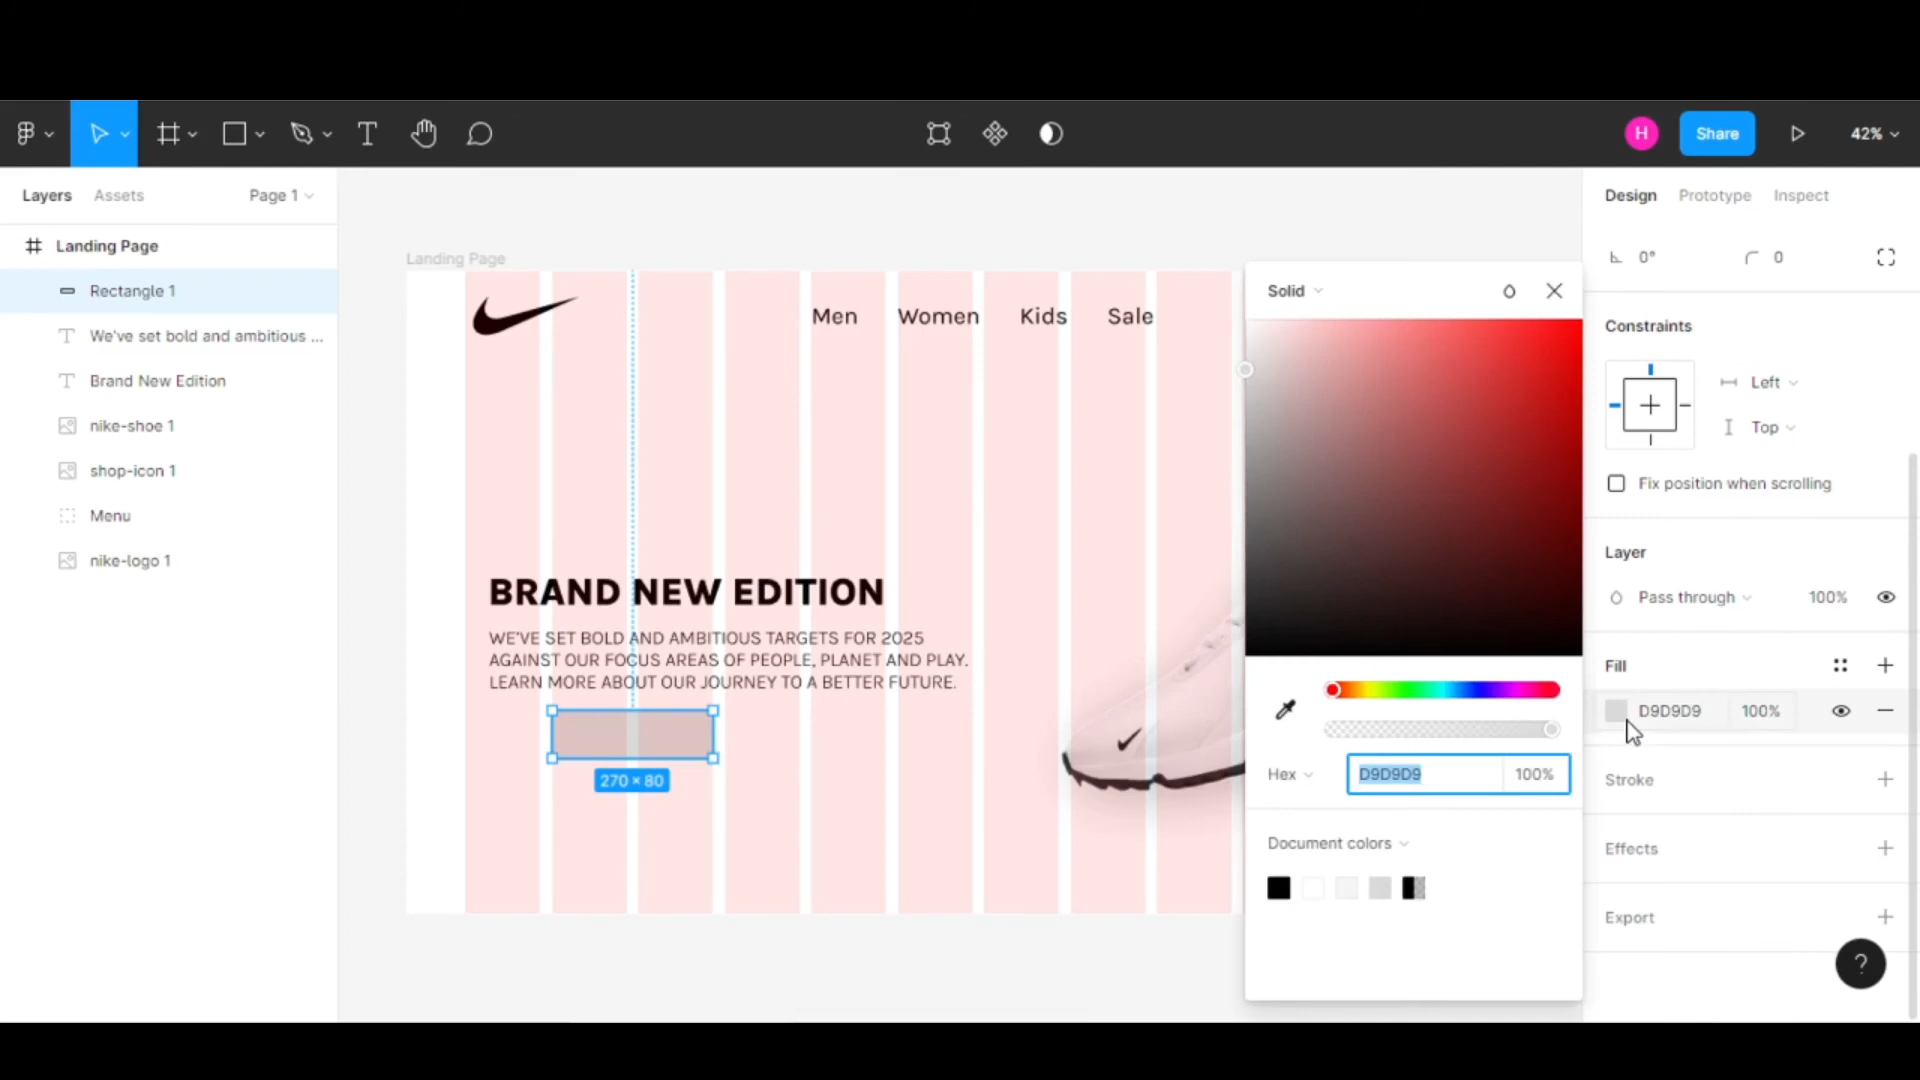 H
Share
42%
Layers
Assets
Page 1
Design
Prototype
Inspect
Landing Page
Rectangle 1
We've set bold and ambitious ...
Brand New Edition
nike-shoe 1
shop-icon 1
Menu
nike-logo 1
Landing Page
Men
Women
Kids
Sale
BRAND NEW EDITION
WE'VE SET BOLD AND AMBITIOUS TARGETS FOR 2025
AGAINST OUR FOCUS AREAS OF PEOPLE, PLANET AND PLAY.
LEARN MORE ABOUT OUR JOURNEY TO A BETTER FUTURE.
270 × 80
Solid
Hex
D9D9D9
100%
Document colors
0°
0
Constraints
Left
Top
Fix position when scrolling
Layer
Pass through
100%
Fill
D9D9D9
100%
Stroke
Effects
Export
?